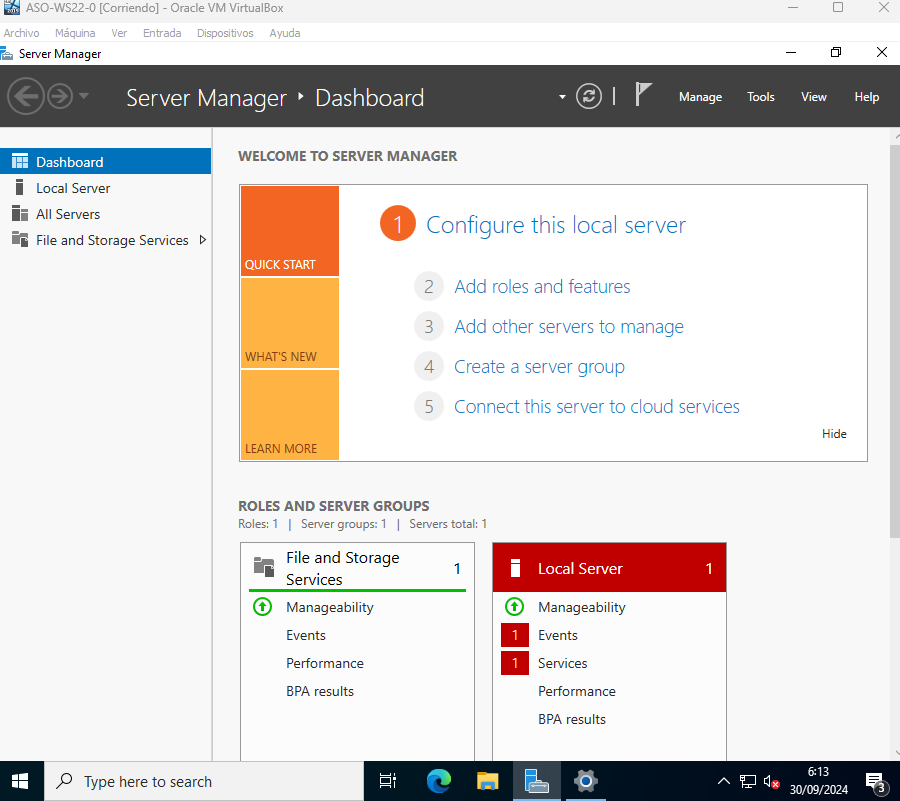 ASO-WS22-0 [Corriendo] - Oracle VM VirtualBox
Archivo Máquina Ver Entrada Dispositivos Ayuda
Server Manager
Server Manager Dashboard
Manage Tools View Help
Dashboard
Local Server
All Servers
File and Storage Services
WELCOME TO SERVER MANAGER
QUICK START
WHAT'S NEW
LEARN MORE
1 Configure this local server
2 Add roles and features
3 Add other servers to manage
4 Create a server group
5 Connect this server to cloud services
Hide
ROLES AND SERVER GROUPS
Roles: 1 | Server groups: 1 | Servers total: 1
File and Storage
Services
1
Manageability
Events
Performance
BPA results
Local Server 1
Manageability
1 Events
1 Services
Performance
BPA results
Type here to search
6:13
30/09/2024
3